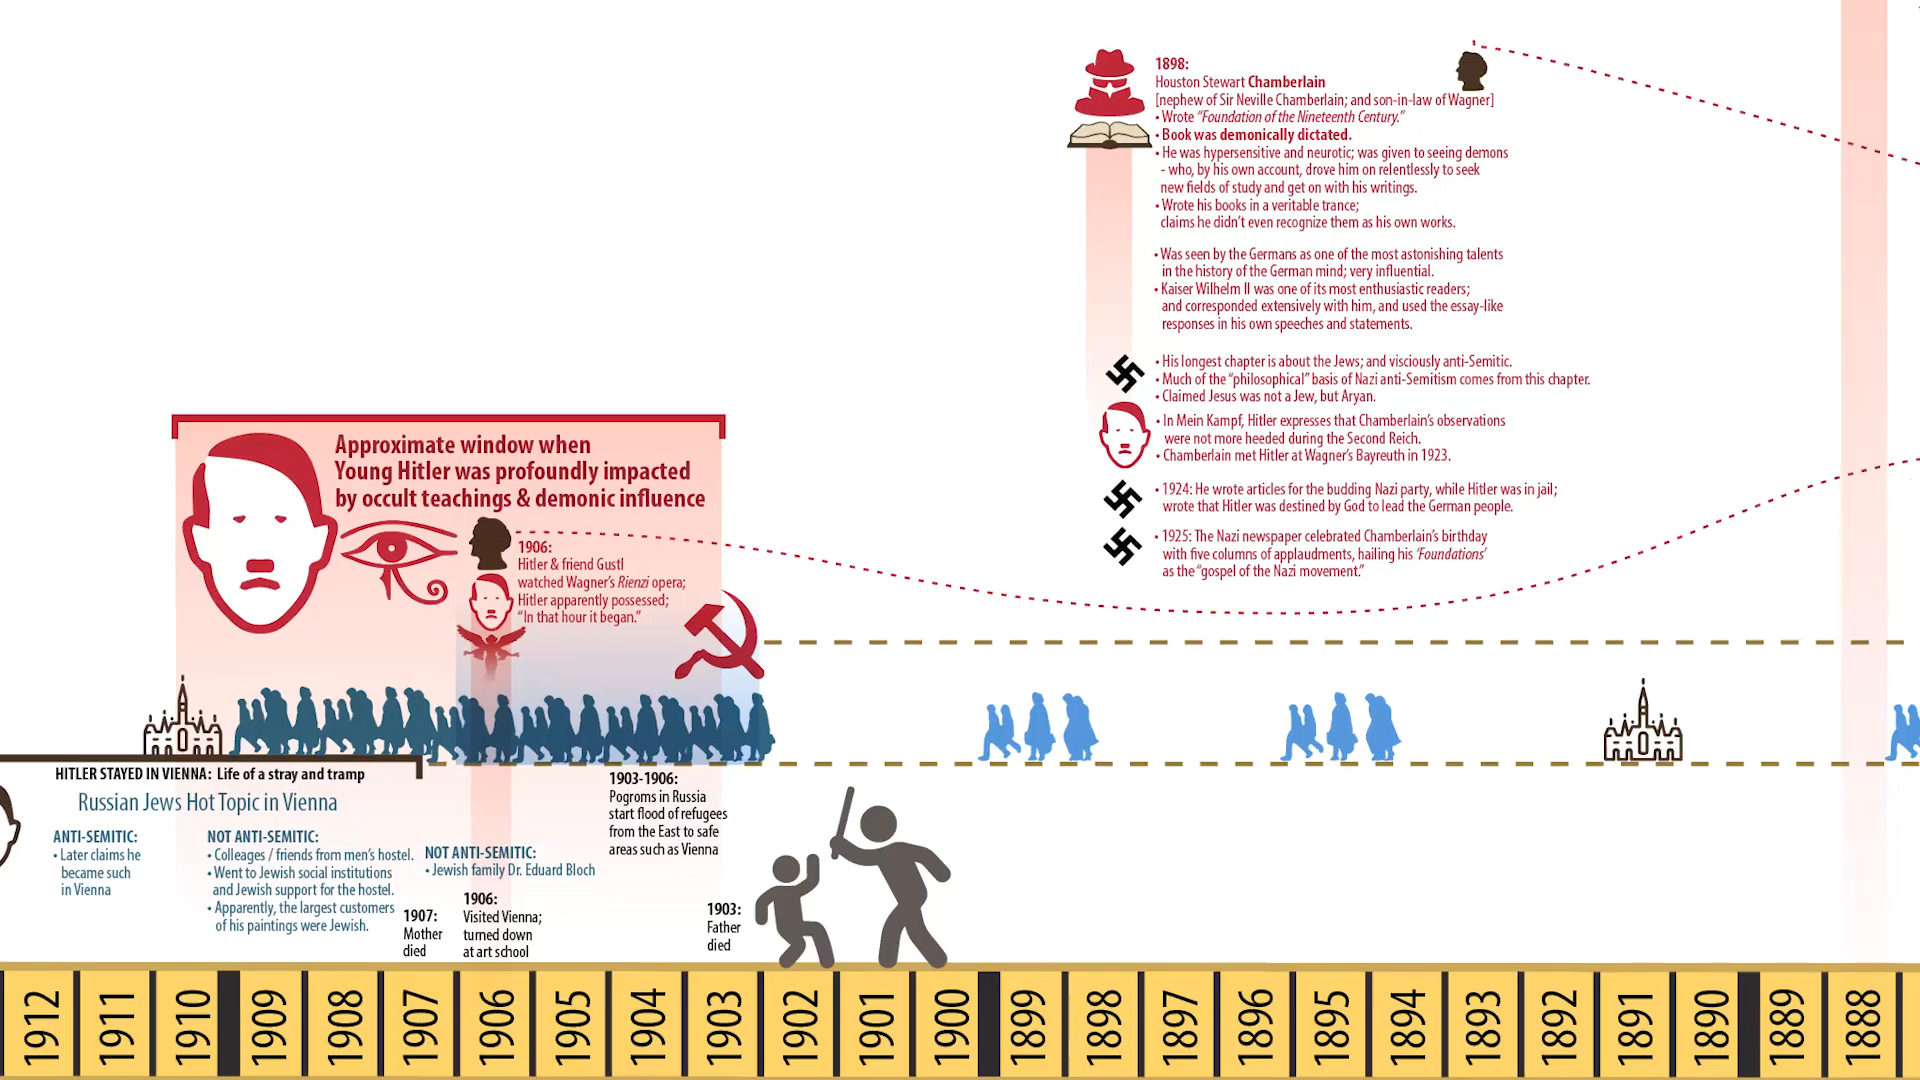 1898:
Houston Stewart Chamberlain
[nephew of Sir Neville Chamberlain; and son-in-law of Wagner]
• Wrote "Foundation of the Nineteenth Century."
• Book was demonically dictated.
• He was hypersensitive and neurotic; was given to seeing demons
- who, by his own account, drove him on relentlessly to seek
new fields of study and get on with his writings.
• Wrote his books in a veritable trance;
claims he didn't even recognize them as his own works.
• Was seen by the Germans as one of the most astonishing talents
in the history of the German mind; very influential.
• Kaiser Wilhelm II was one of its most enthusiastic readers;
and corresponded extensively with him, and used the essay-like
responses in his own speeches and statements.
• His longest chapter is about the Jews; and visciously anti-Semitic.
• Much of the "philosophical" basis of Nazi anti-Semitism comes from this chapter.
• Claimed Jesus was not a Jew, but Aryan.
• In Mein Kampf, Hitler expresses that Chamberlain's observations
were not more heeded during the Second Reich.
• Chamberlain met Hitler at Wagner's Bayreuth in 1923.
• 1924: He wrote articles for the budding Nazi party, while Hitler was in jail;
wrote that Hitler was destined by God to lead the German people.
• 1925: The Nazi newspaper celebrated Chamberlain's birthday
with five columns of applaudments, hailing his 'Foundations'
as the "gospel of the Nazi movement."
Approximate window when
Young Hitler was profoundly impacted
by occult teachings & demonic influence
1906:
Hitler & friend Gustl
watched Wagner's Rienzi opera;
Hitler apparently possessed;
"In that hour it began."
HITLER STAYED IN VIENNA: Life of a stray and tramp
Russian Jews Hot Topic in Vienna
ANTI-SEMITIC:
• Later claims he
became such
in Vienna
NOT ANTI-SEMITIC:
• Colleages / friends from men's hostel.
• Went to Jewish social institutions
and Jewish support for the hostel.
• Apparently, the largest customers
of his paintings were Jewish.
NOT ANTI-SEMITIC:
• Jewish family Dr. Eduard Bloch
1903-1906:
Pogroms in Russia
start flood of refugees
from the East to safe
areas such as Vienna
1907:
Mother
died
1906:
Visited Vienna;
turned down
at art school
1903:
Father
died
1912
1911
1910
1909
1908
1907
1906
1905
1904
1903
1902
1901
1900
1899
1898
1897
1896
1895
1894
1893
1892
1891
1890
1889
1888